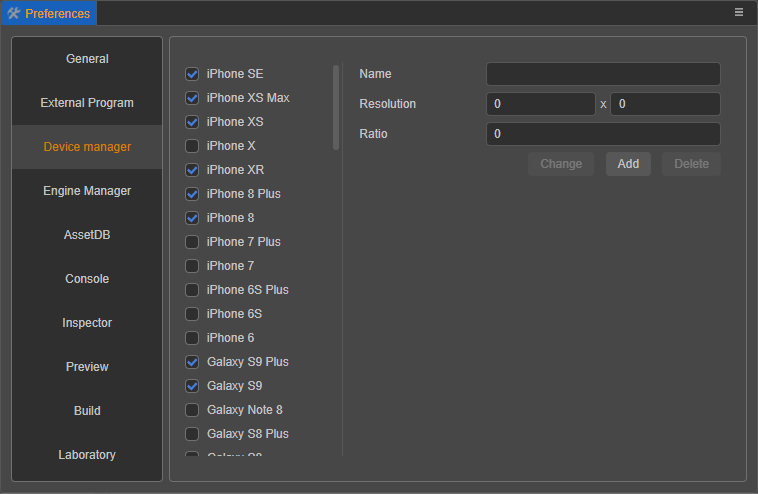 Preferences
General
External Program
Device manager
Engine Manager
AssetDB
Console
Inspector
Preview
Build
Laboratory
iPhone SE
iPhone XS Max
iPhone XS
iPhone X
iPhone XR
iPhone 8 Plus
iPhone 8
iPhone 7 Plus
iPhone 7
iPhone 6S Plus
iPhone 6S
iPhone 6
Galaxy S9 Plus
Galaxy S9
Galaxy Note 8
Galaxy S8 Plus
Name
Resolution 0 x 0
Ratio 0
Change Add Delete